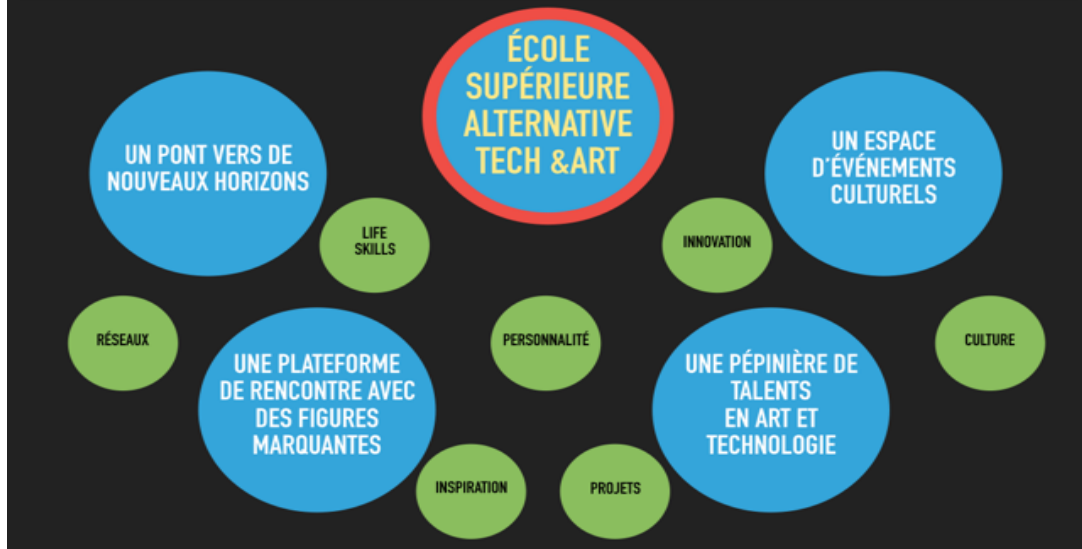 ÉCOLE
SUPÉRIEURE
ALTERNATIVE
TECH &ART
UN PONT VERS DE
NOUVEAUX HORIZONS
UN ESPACE
D'ÉVÉNEMENTS
CULTURELS
LIFE
SKILLS
INNOVATION
RÉSEAUX
PERSONNALITÉ
CULTURE
UNE PLATEFORME
DE RENCONTRE AVEC
DES FIGURES
MARQUANTES
UNE PÉPINIÈRE DE
TALENTS
EN ART ET
TECHNOLOGIE
INSPIRATION
PROJETS